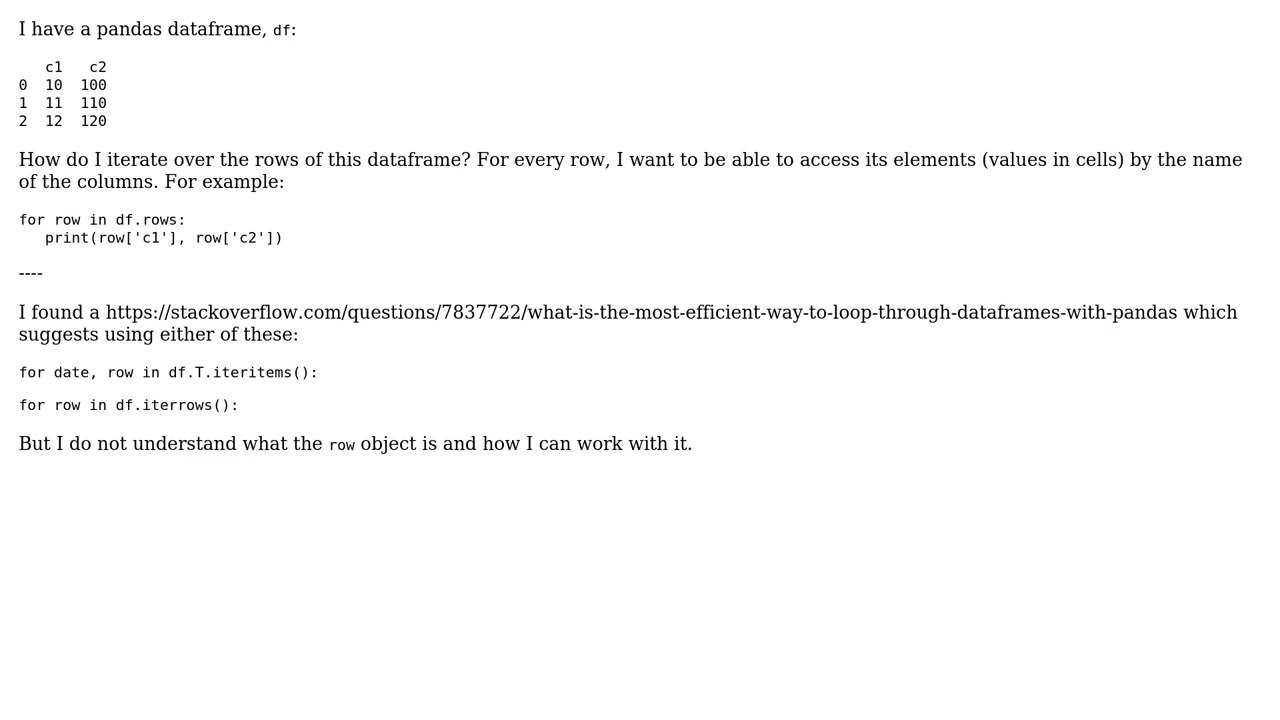 I have a pandas dataframe, df:
   c1   c2
0  10  100
1  11  110
2  12  120
How do I iterate over the rows of this dataframe? For every row, I want to be able to access its elements (values in cells) by the name
of the columns. For example:
for row in df.rows:
   print(row['c1'], row['c2'])
----
I found a https://stackoverflow.com/questions/7837722/what-is-the-most-efficient-way-to-loop-through-dataframes-with-pandas which
suggests using either of these:
for date, row in df.T.iteritems():
for row in df.iterrows():
But I do not understand what the row object is and how I can work with it.